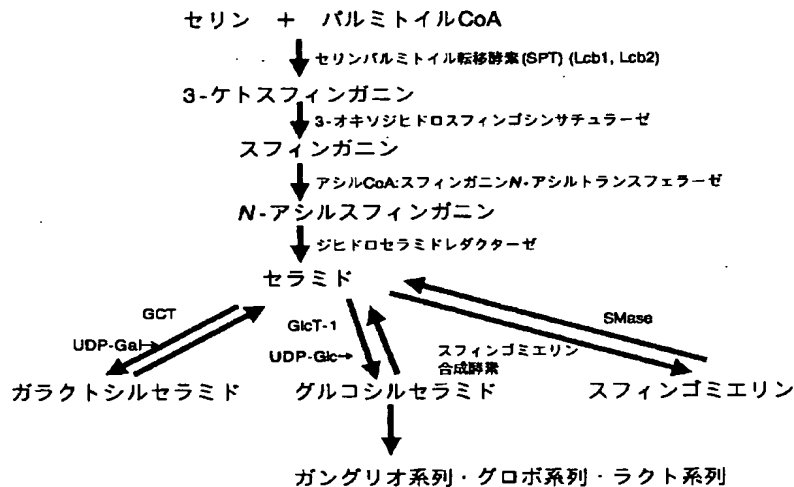 セリン + パルミトイルCoA
セリンパルミトイル転移酵素(SPT) (Lcb1, Lcb2)
3-ケトスフィンガニン
3-オキソジヒドロスフィンゴシンサチュラーゼ
スフィンガニン
アシルCoA:スフィンガニンN-アシルトランスフェラーゼ
N-アシルスフィンガニン
ジヒドロセラミドレダクターゼ
セラミド
GCT
GlcT-1
SMase
UDP-Gal→
UDP-Glc→
スフィンゴミエリン
合成酵素
ガラクトシルセラミド
グルコシルセラミド
スフィンゴミエリン
ガングリオ系列・グロボ系列・ラクト系列